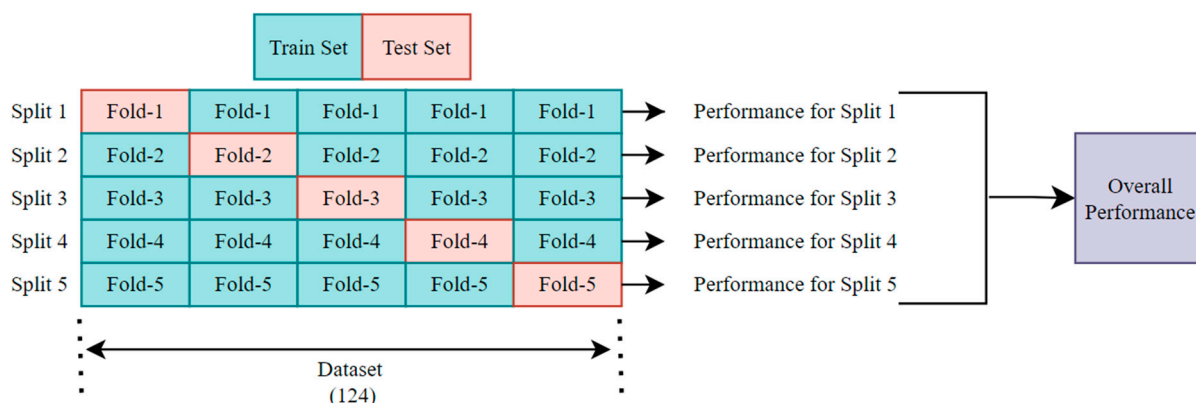 Train Set Test Set
Split 1 Fold-1 Fold-1 Fold-1 Fold-1 Fold-1 Performance for Split 1
Split 2 Fold-2 Fold-2 Fold-2 Fold-2 Fold-2 Performance for Split 2
Split 3 Fold-3 Fold-3 Fold-3 Fold-3 Fold-3 Performance for Split 3
Split 4 Fold-4 Fold-4 Fold-4 Fold-4 Fold-4 Performance for Split 4
Split 5 Fold-5 Fold-5 Fold-5 Fold-5 Fold-5 Performance for Split 5
Overall
Performance
Dataset
(124)